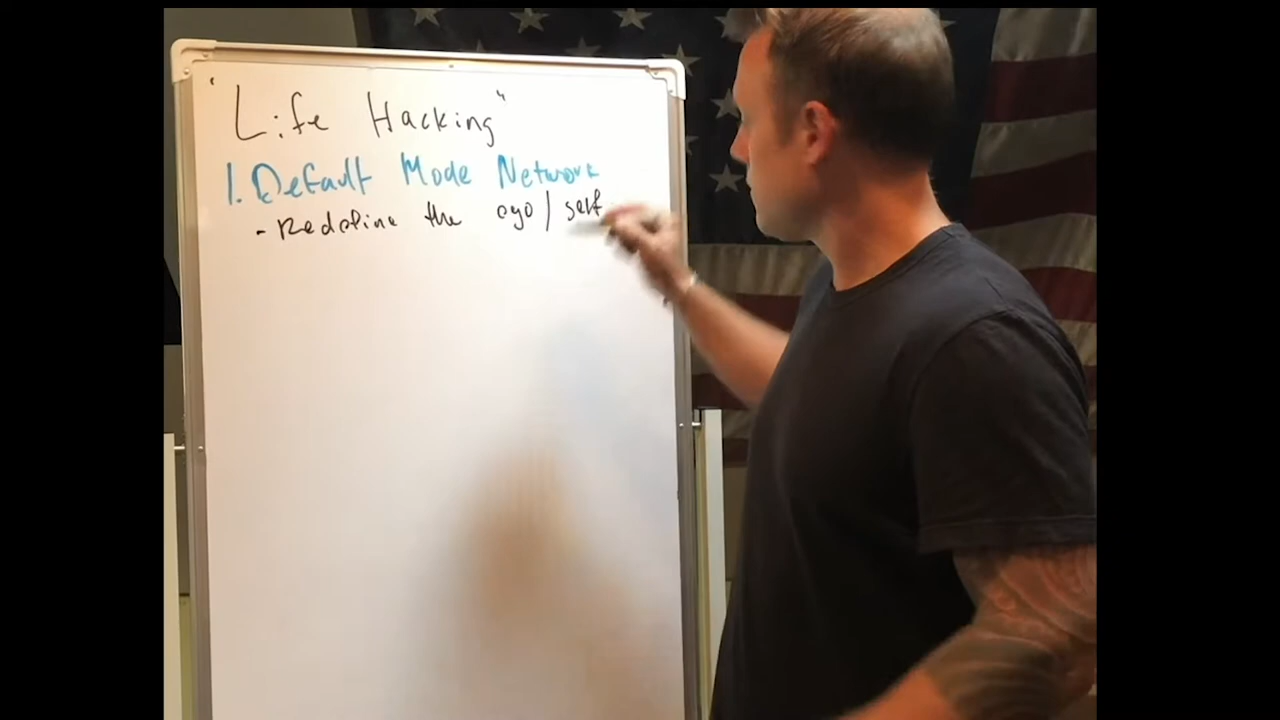 "Life Hacking"
1. Default Mode Network
- Redefine the ego / self